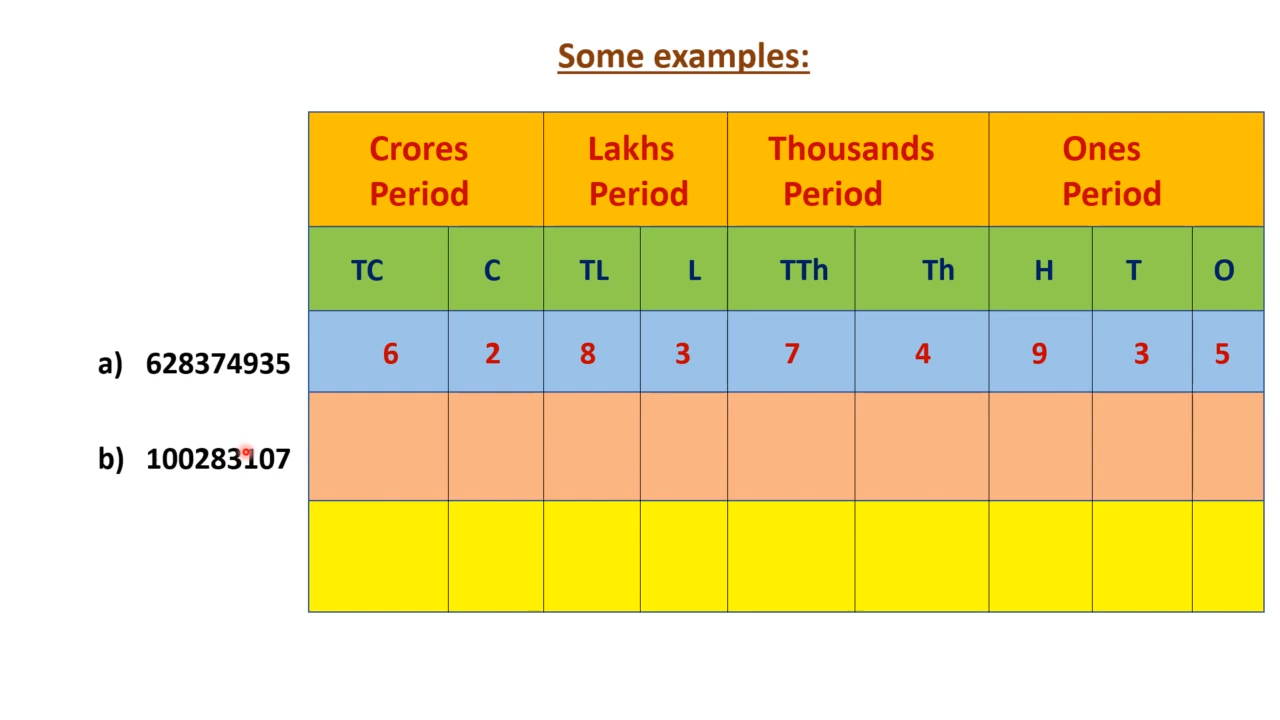 Some examples:
Crores Lakhs Thousands Ones
Period Period Period Period
TC C TL L TTh Th H T O
a) 628374935 6 2 8 3 7 4 9 3 5
b) 100283107